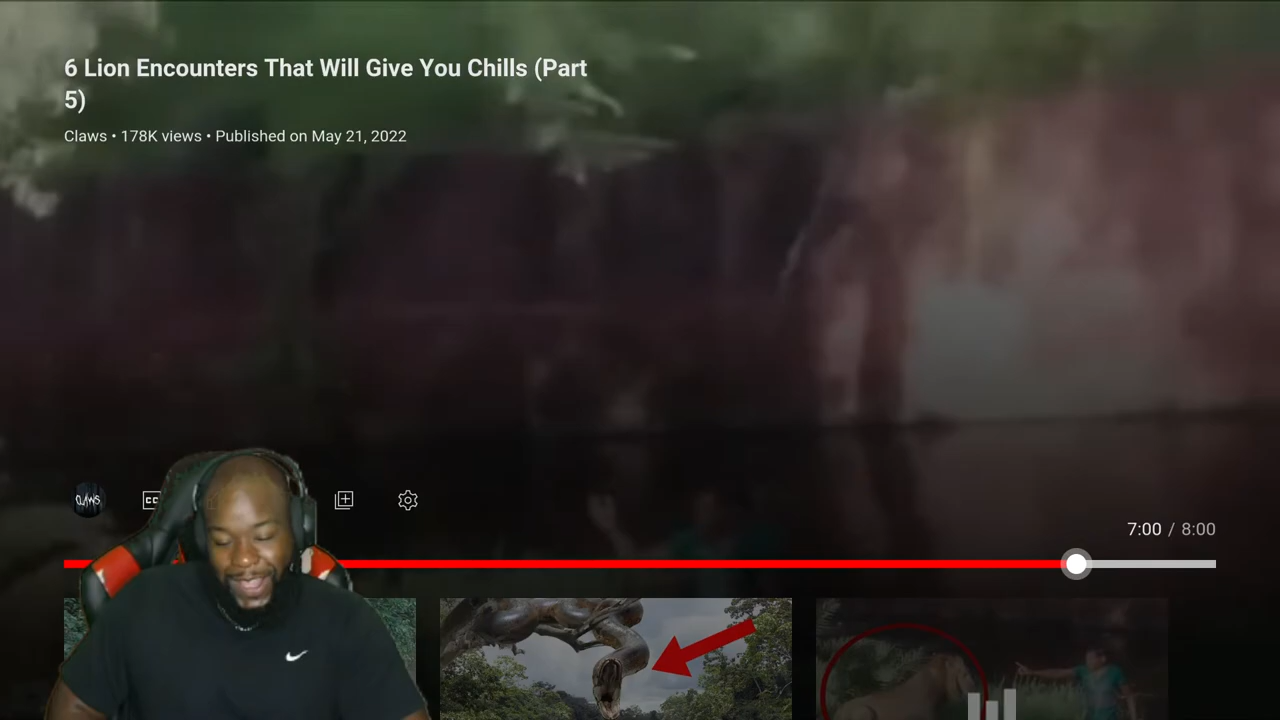 6 Lion Encounters That Will Give You Chills (Part
5)
Claws • 178K views • Published on May 21, 2022
CLAWS
CC
7:00 / 8:00